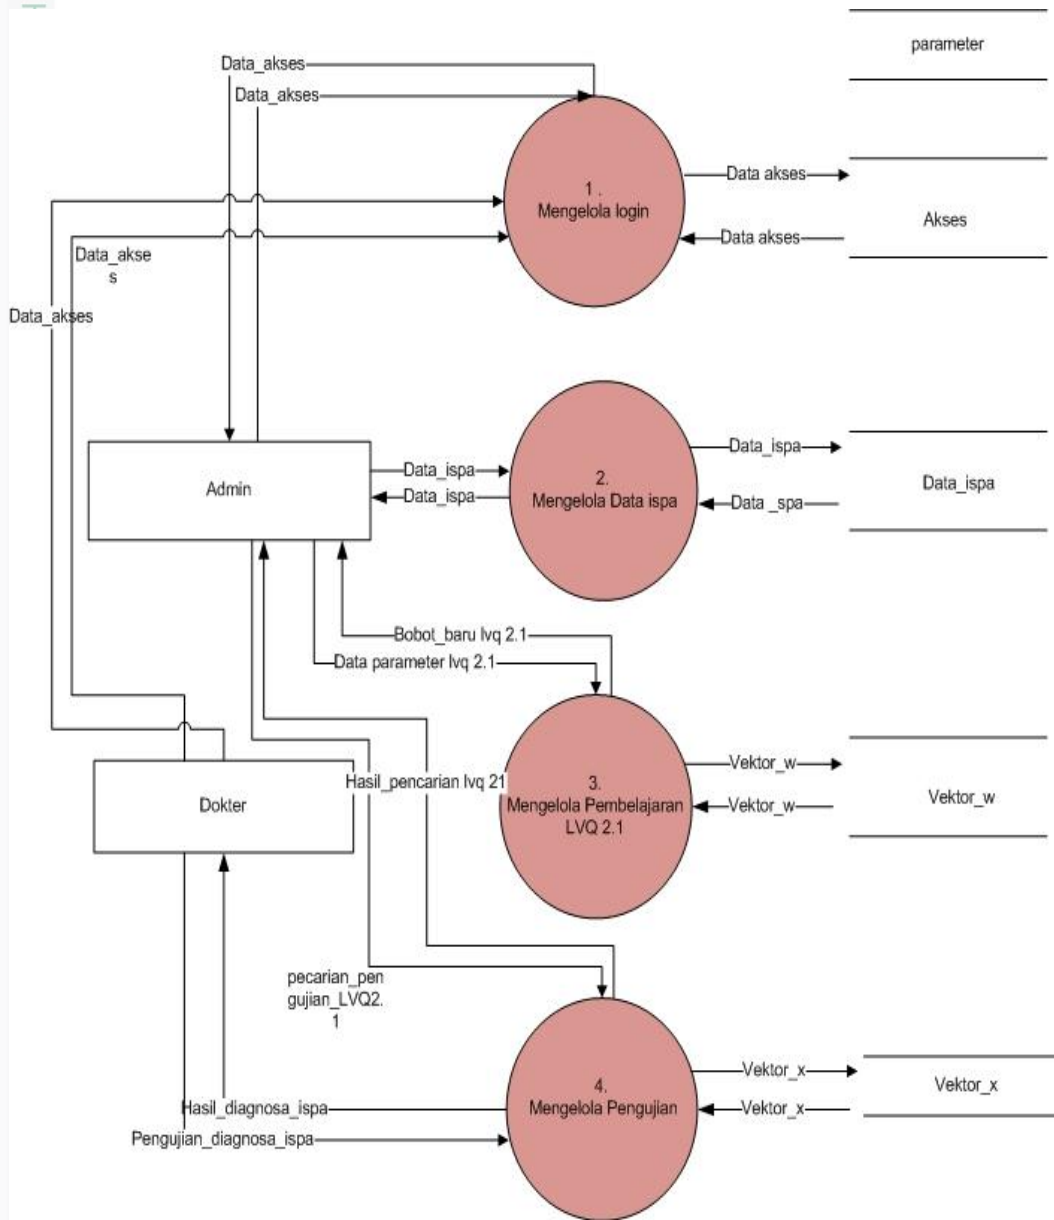 parameter
Data_akses
Data_akses
Data akses
1 .
Mengelola login
Akses
Data akses
Data_akse
s
Data_akses
Data_ispa
Data_ispa
Admin
2.
Mengelola Data ispa
Data_ispa
Data_ispa
Data _spa
Bobot_baru lvq 2.1
Data parameter lvq 2.1
Vektor_w
Hasil_pencarian lvq 21
3.
Mengelola Pembelajaran
LVQ 2.1
Vektor_w
Vektor_w
Dokter
pecarian_pen
gujian_LVQ2.
1
Vektor_x
4.
Mengelola Pengujian
Vektor_x
Vektor_x
Hasil_diagnosa_ispa
Pengujian_diagnosa_ispa